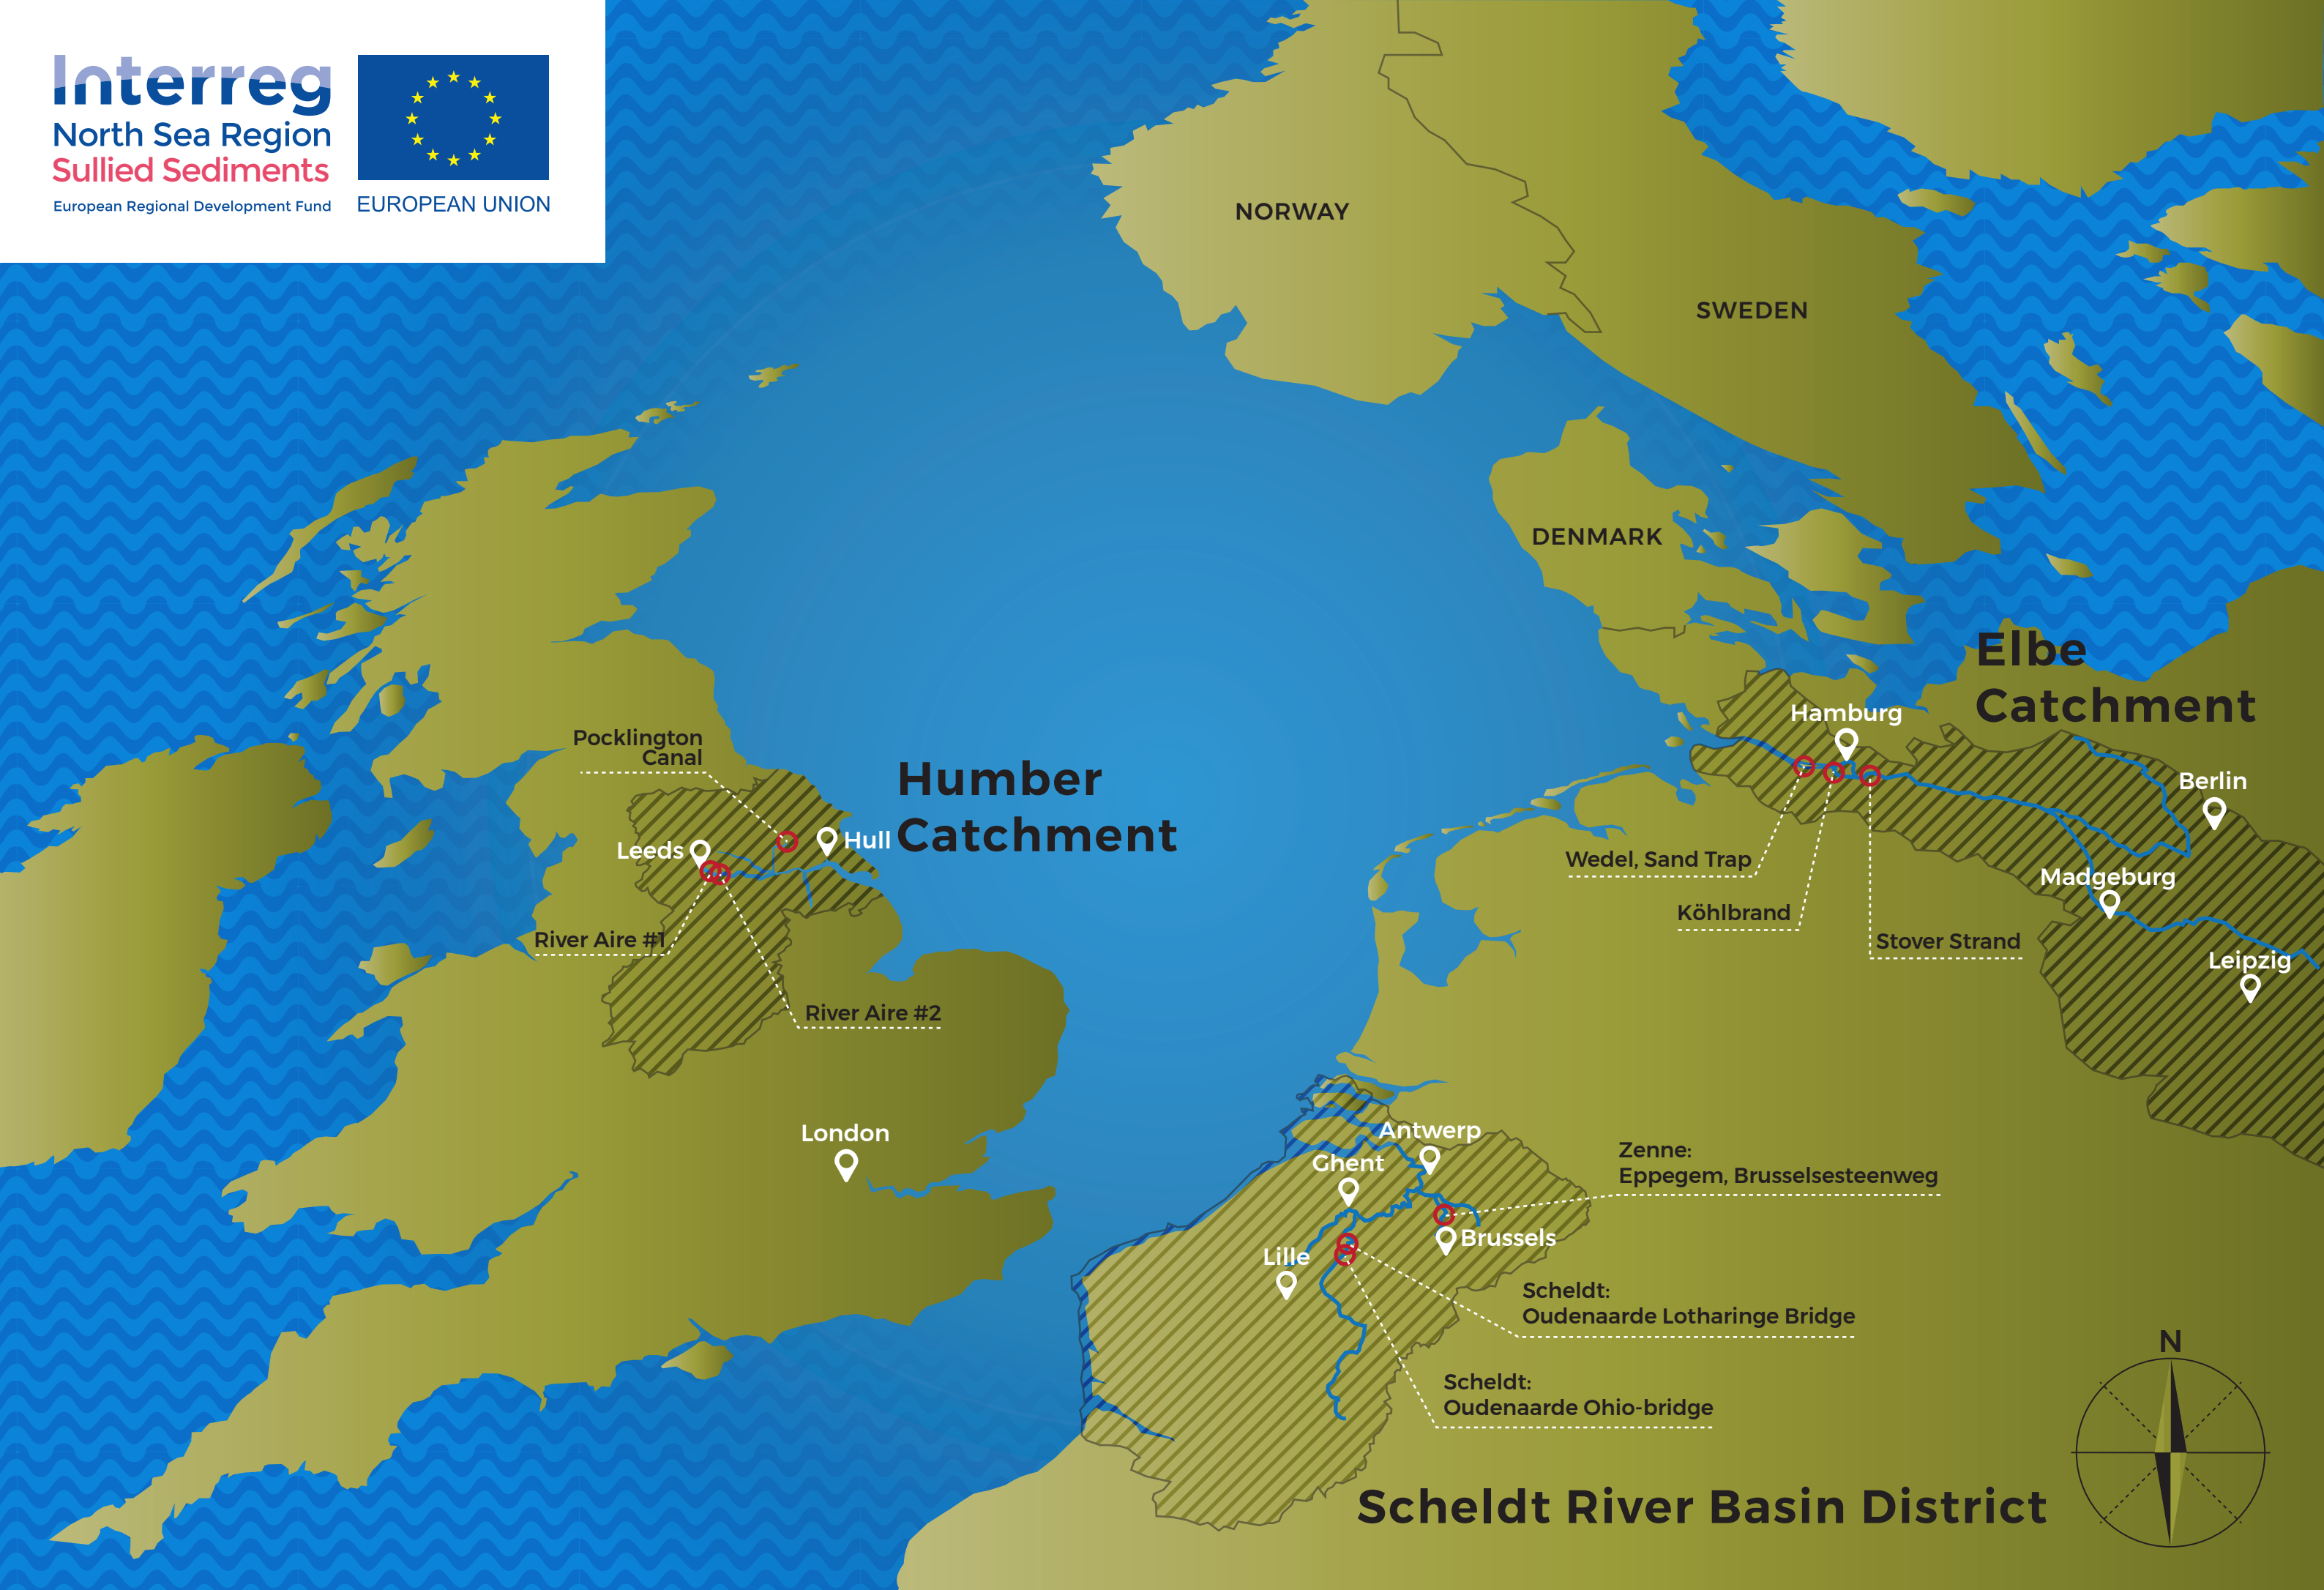 Interreg
North Sea Region
Sullied Sediments
European Regional Development Fund
EUROPEAN UNION
NORWAY
SWEDEN
DENMARK
Elbe
Catchment
Hamburg
Berlin
Wedel, Sand Trap
Madgeburg
Köhlbrand
Stover Strand
Leipzig
Pocklington
Canal
Humber
Catchment
Leeds
Hull
River Aire #1
River Aire #2
London
Antwerp
Ghent
Zenne:
Eppegem, Brusselsesteenweg
Brussels
Lille
Scheldt:
Oudenaarde Lotharinge Bridge
Scheldt:
Oudenaarde Ohio-bridge
Scheldt River Basin District
N